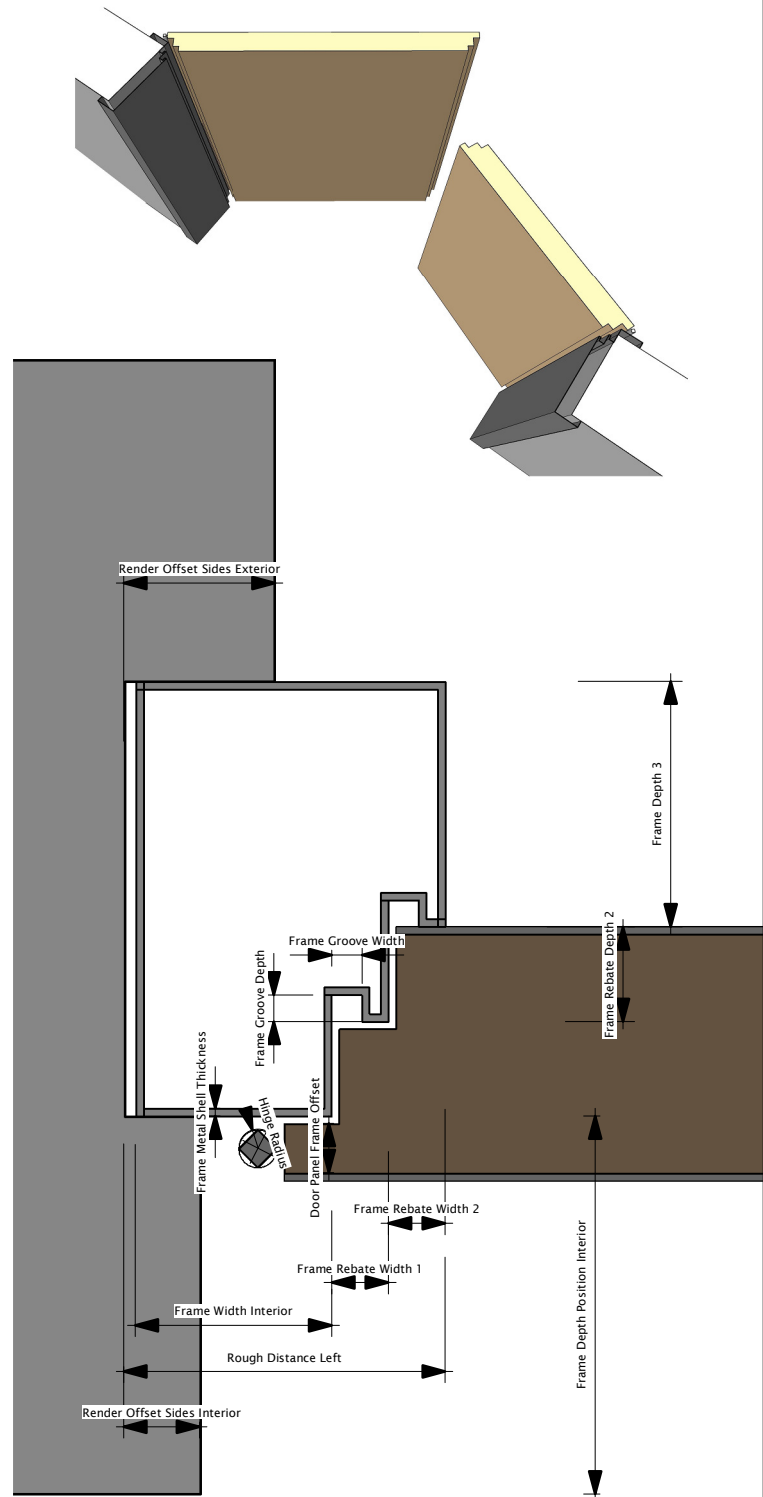 Render Offset Sides Exterior
Frame Depth 3
Frame Groove Width
Frame Rebate Depth 2
Frame Groove Depth
Frame Metal Shell Thickness
Hinge Radius
Door Panel Frame Offset
Frame Rebate Width 2
Frame Rebate Width 1
Frame Depth Position Interior
Frame Width Interior
Rough Distance Left
Render Offset Sides Interior